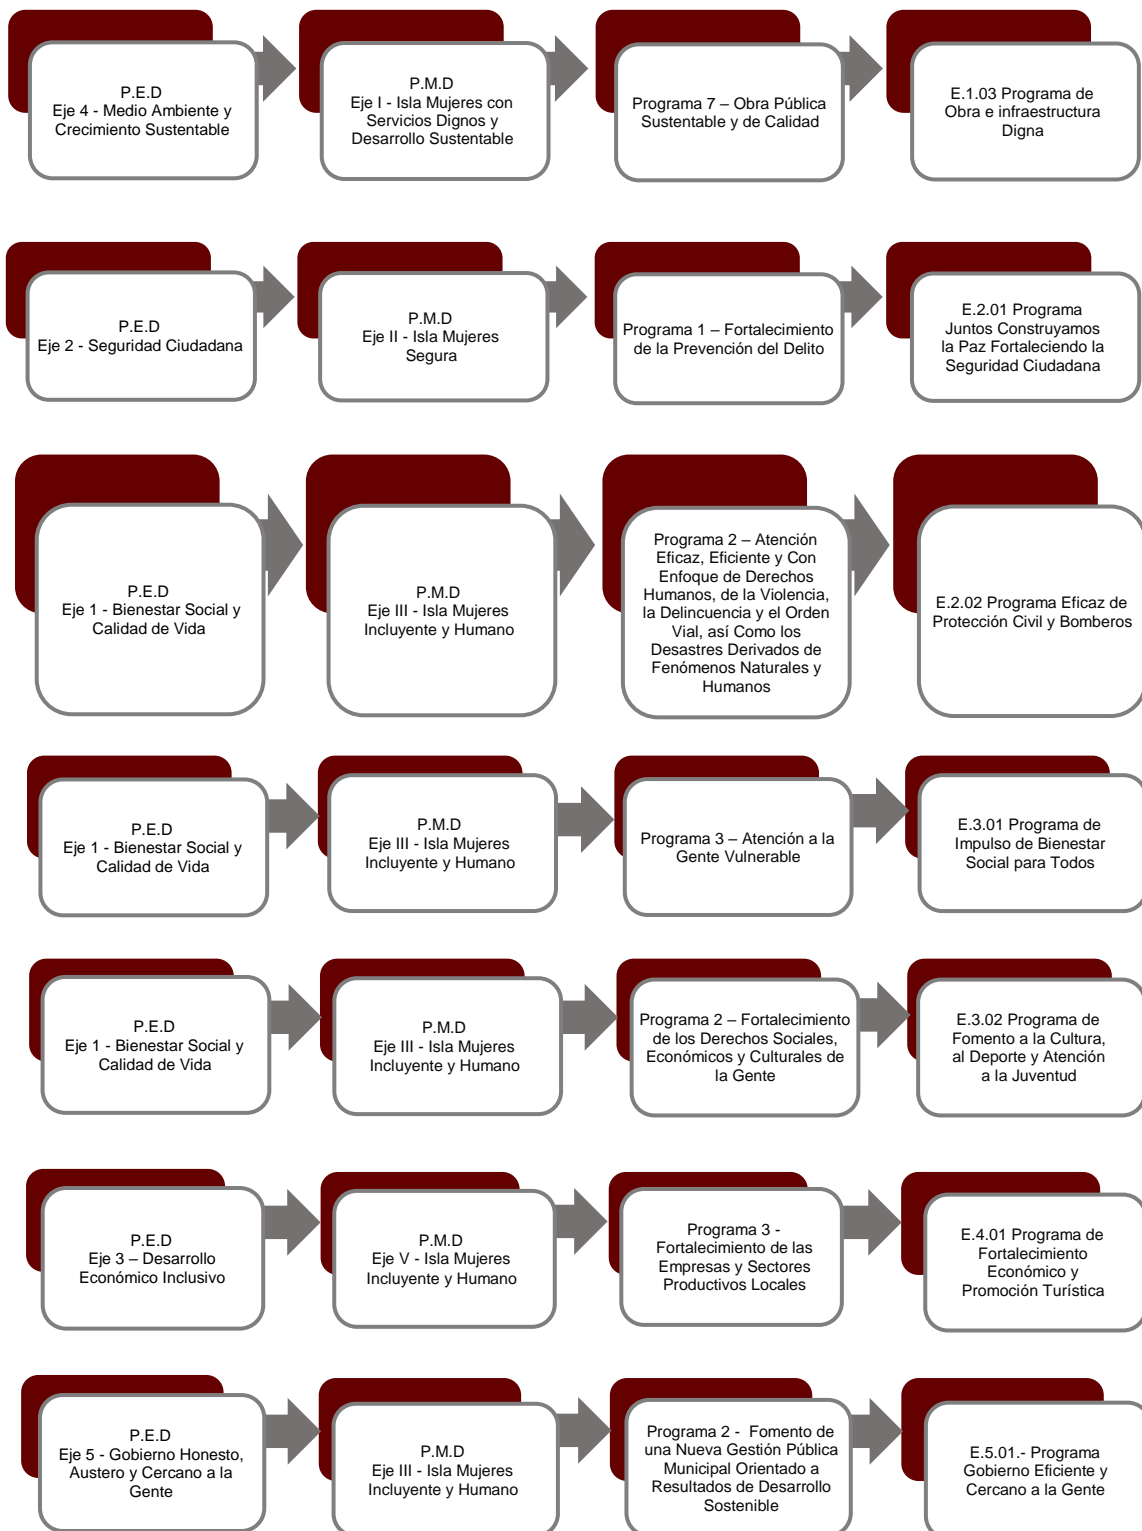 P.E.D
Eje 4 - Medio Ambiente y
Crecimiento Sustentable
P.M.D
Eje I - Isla Mujeres con
Servicios Dignos y
Desarrollo Sustentable
Programa 7 – Obra Pública
Sustentable y de Calidad
E.1.03 Programa de
Obra e infraestructura
Digna
P.E.D
Eje 2 - Seguridad Ciudadana
P.M.D
Eje II - Isla Mujeres
Segura
Programa 1 – Fortalecimiento
de la Prevención del Delito
E.2.01 Programa
Juntos Construyamos
la Paz Fortaleciendo la
Seguridad Ciudadana
P.E.D
Eje 1 - Bienestar Social y
Calidad de Vida
P.M.D
Eje III - Isla Mujeres
Incluyente y Humano
Programa 2 – Atención
Eficaz, Eficiente y Con
Enfoque de Derechos
Humanos, de la Violencia,
la Delincuencia y el Orden
Vial, así Como los
Desastres Derivados de
Fenómenos Naturales y
Humanos
E.2.02 Programa Eficaz de
Protección Civil y Bomberos
P.E.D
Eje 1 - Bienestar Social y
Calidad de Vida
P.M.D
Eje III - Isla Mujeres
Incluyente y Humano
Programa 3 – Atención a la
Gente Vulnerable
E.3.01 Programa de
Impulso de Bienestar
Social para Todos
P.E.D
Eje 1 - Bienestar Social y
Calidad de Vida
P.M.D
Eje III - Isla Mujeres
Incluyente y Humano
Programa 2 – Fortalecimiento
de los Derechos Sociales,
Económicos y Culturales de
la Gente
E.3.02 Programa de
Fomento a la Cultura,
al Deporte y Atención
a la Juventud
P.E.D
Eje 3 – Desarrollo
Económico Inclusivo
P.M.D
Eje V - Isla Mujeres
Incluyente y Humano
Programa 3 -
Fortalecimiento de las
Empresas y Sectores
Productivos Locales
E.4.01 Programa de
Fortalecimiento
Económico y
Promoción Turística
P.E.D
Eje 5 - Gobierno Honesto,
Austero y Cercano a la
Gente
P.M.D
Eje III - Isla Mujeres
Incluyente y Humano
Programa 2 - Fomento de
una Nueva Gestión Pública
Municipal Orientado a
Resultados de Desarrollo
Sostenible
E.5.01.- Programa
Gobierno Eficiente y
Cercano a la Gente